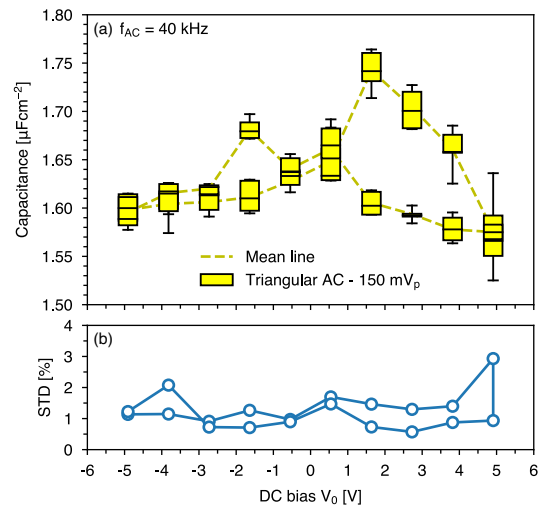 (a) f_AC = 40 kHz
1.80
1.75
1.70
1.65
1.60
1.55
1.50
Capacitance [µFcm⁻²]
Mean line
Triangular AC - 150 mV_p
(b)
4
3
2
1
0
STD [%]
-6 -5 -4 -3 -2 -1 0 1 2 3 4 5 6
DC bias V₀ [V]